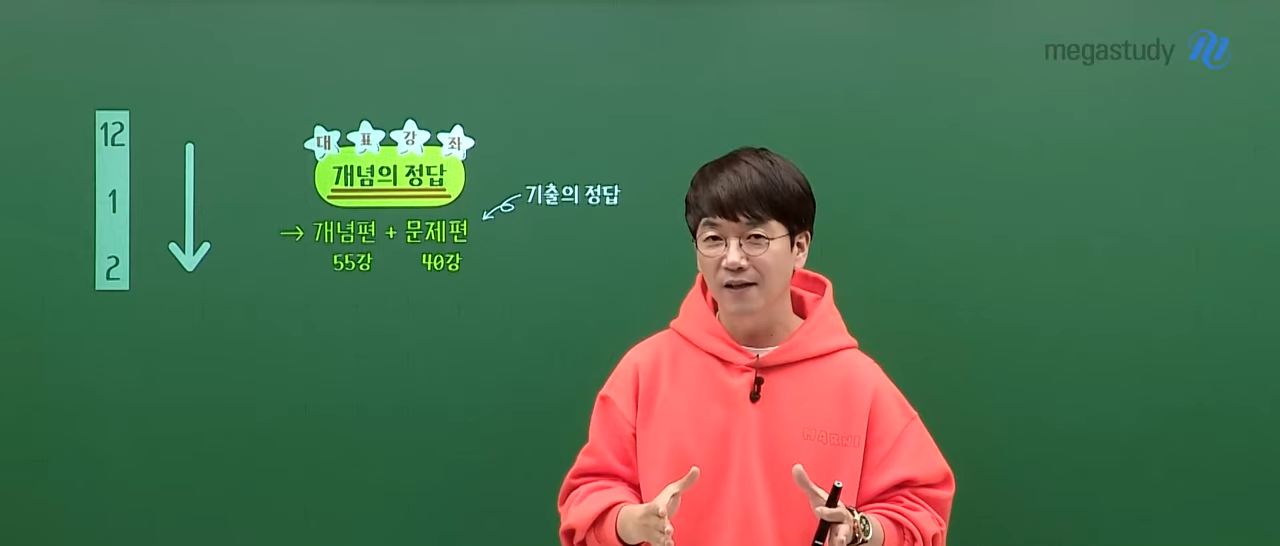 megastudy
12
1
2
대표강좌
개념의 정답
기출의 정답
→ 개념편 + 문제편
55강 40강
MARNI